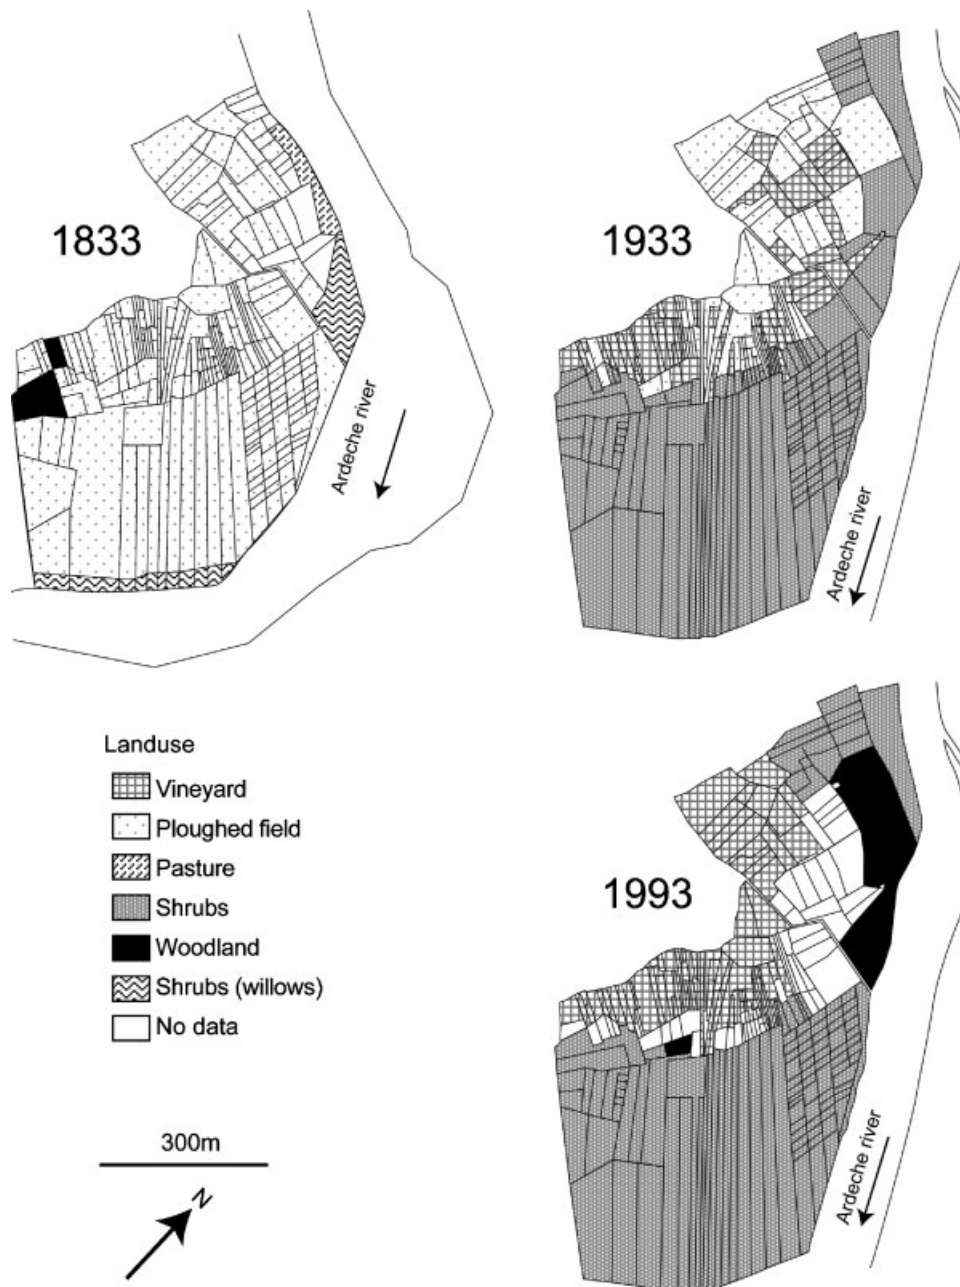 1833
Ardeche river
1933
Ardeche river
Landuse
Vineyard
Ploughed field
Pasture
Shrubs
Woodland
Shrubs (willows)
No data
300m
N
1993
Ardeche river